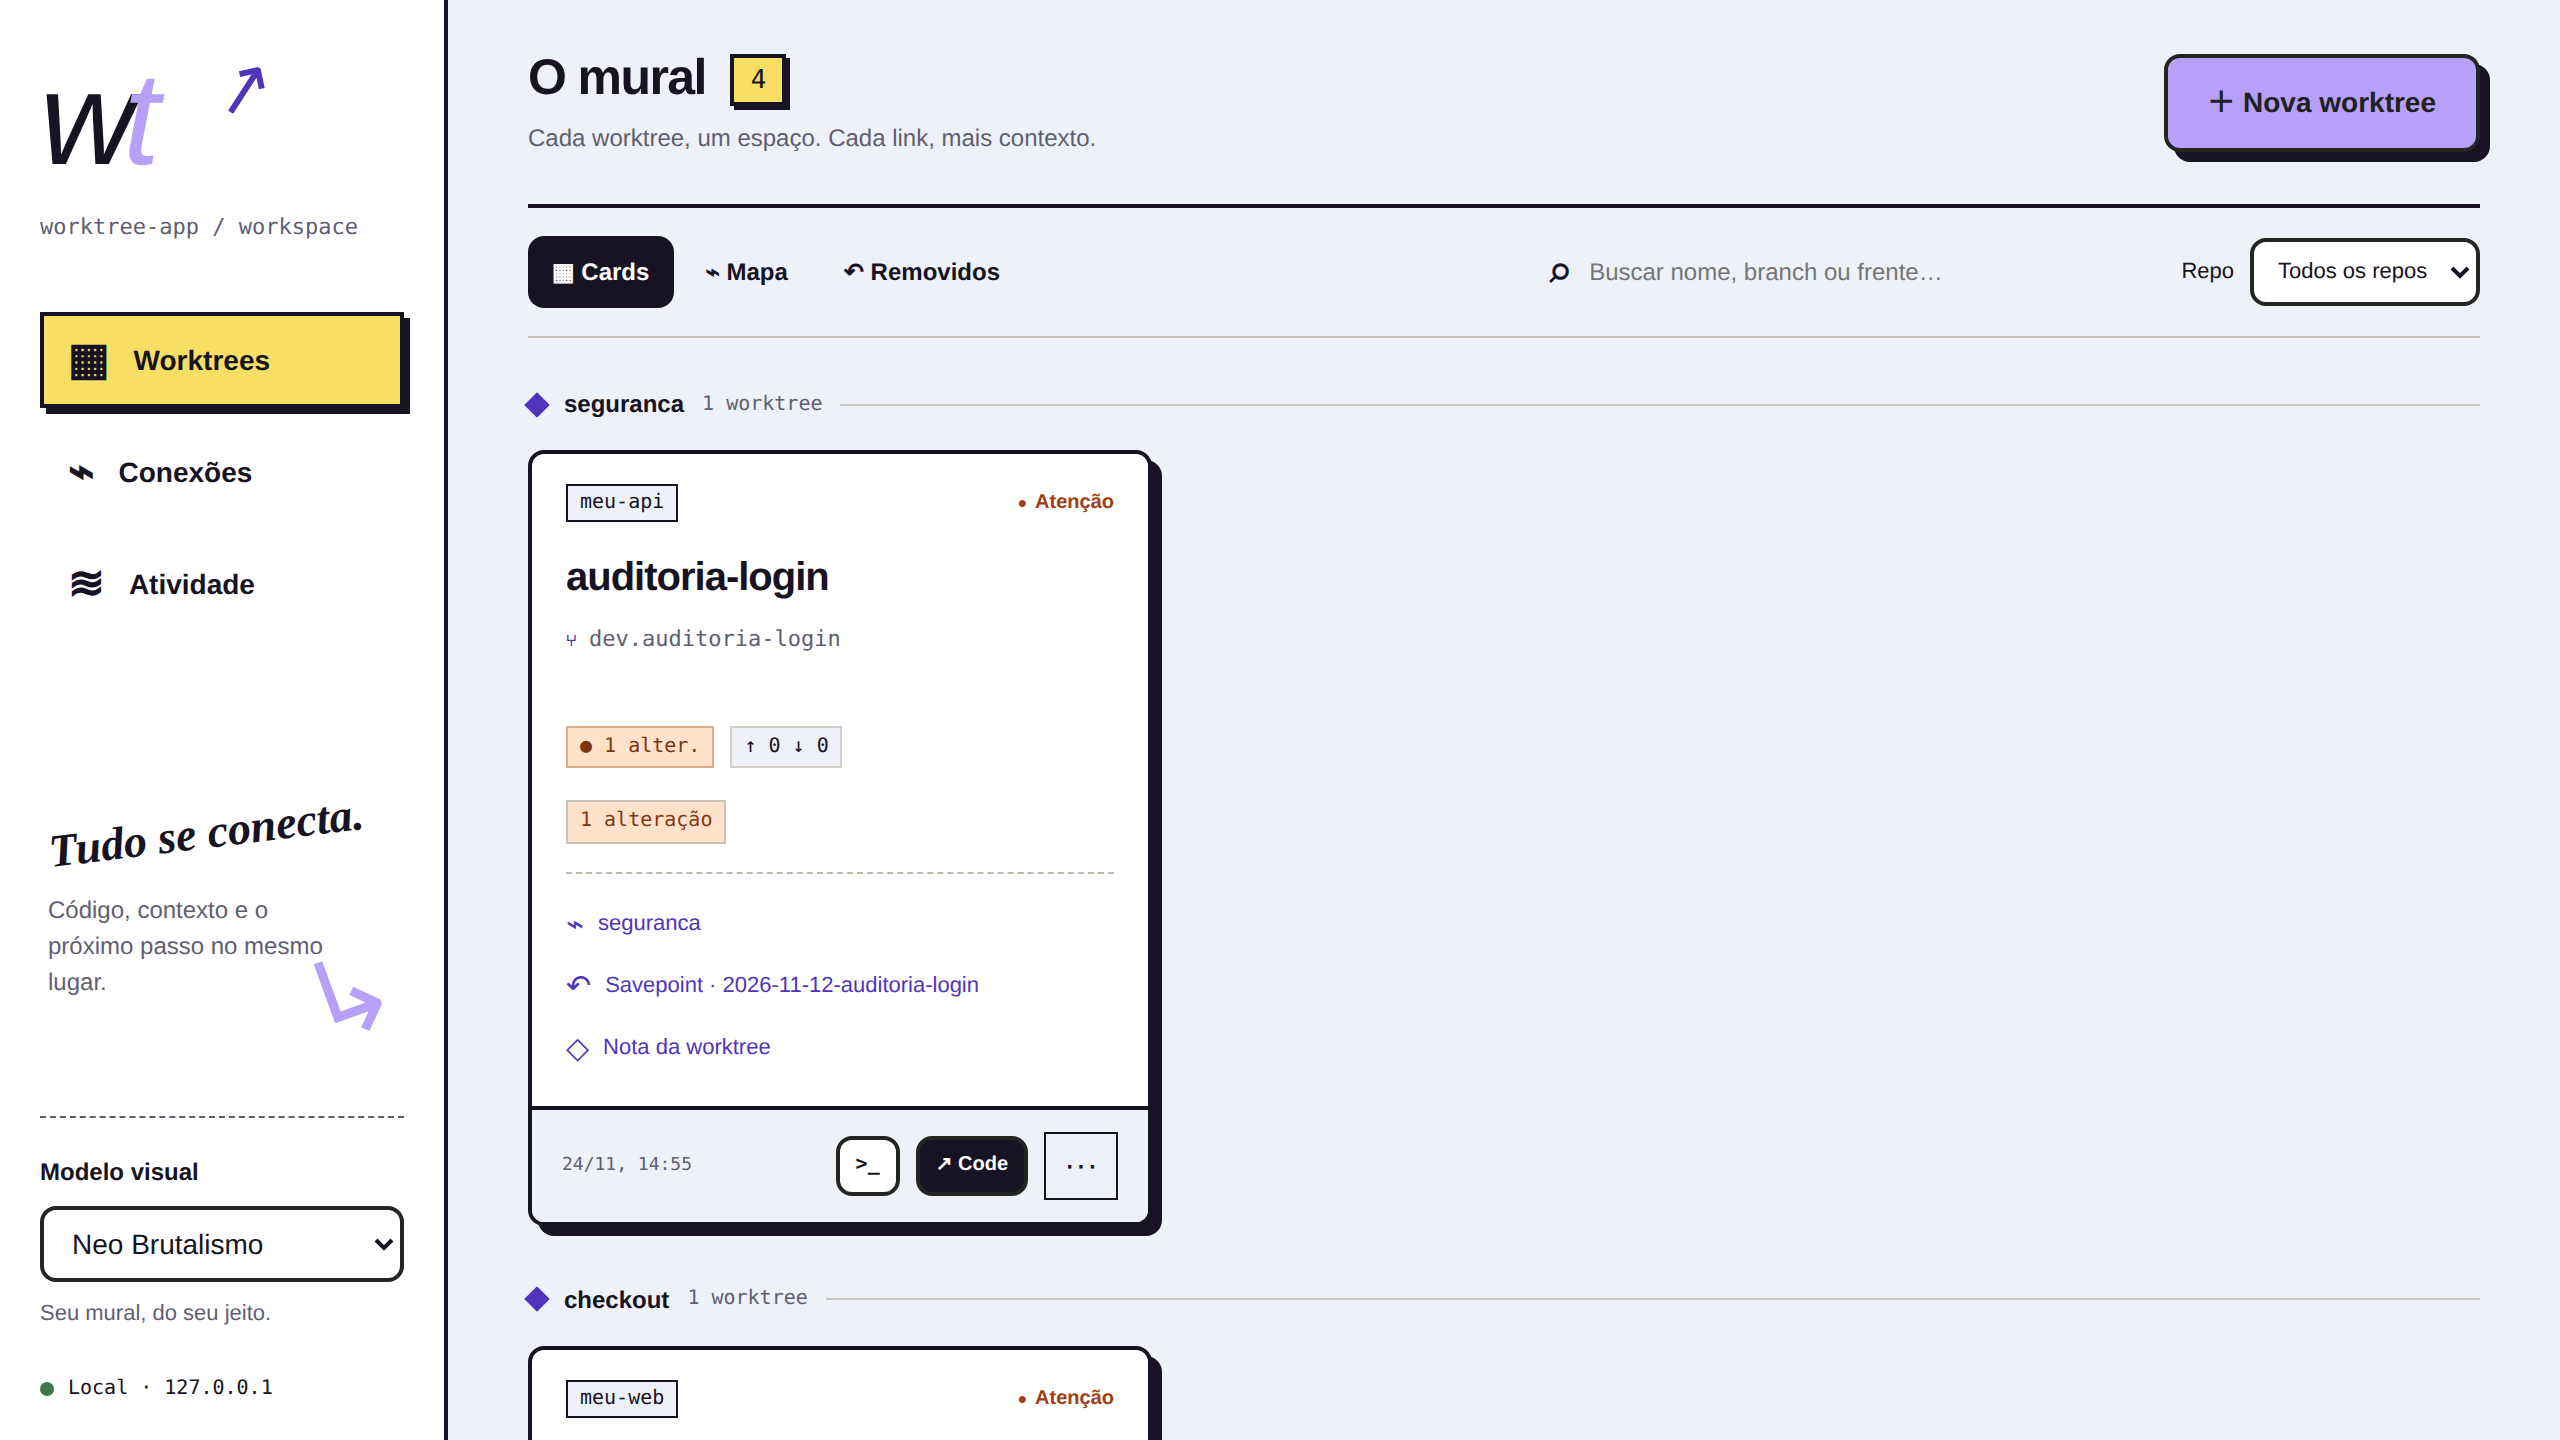 wt ↗
worktree-app / workspace
▦ Worktrees
⌁ Conexões
≋ Atividade
Tudo se conecta.
Código, contexto e o
próximo passo no mesmo
lugar.
↳
Modelo visual
Neo Brutalismo
Seu mural, do seu jeito.
Local · 127.0.0.1
O mural 4
Cada worktree, um espaço. Cada link, mais contexto.
+ Nova worktree
▦ Cards ⌁ Mapa ↶ Removidos
⌕ Buscar nome, branch ou frente…
Repo Todos os repos
seguranca 1 worktree
meu-api ● Atenção
auditoria-login
⑂ dev.auditoria-login
● 1 alter. ↑ 0 ↓ 0
1 alteração
⌁ seguranca
↶ Savepoint · 2026-11-12-auditoria-login
◇ Nota da worktree
24/11, 14:55 >_ ↗ Code ···
checkout 1 worktree
meu-web ● Atenção